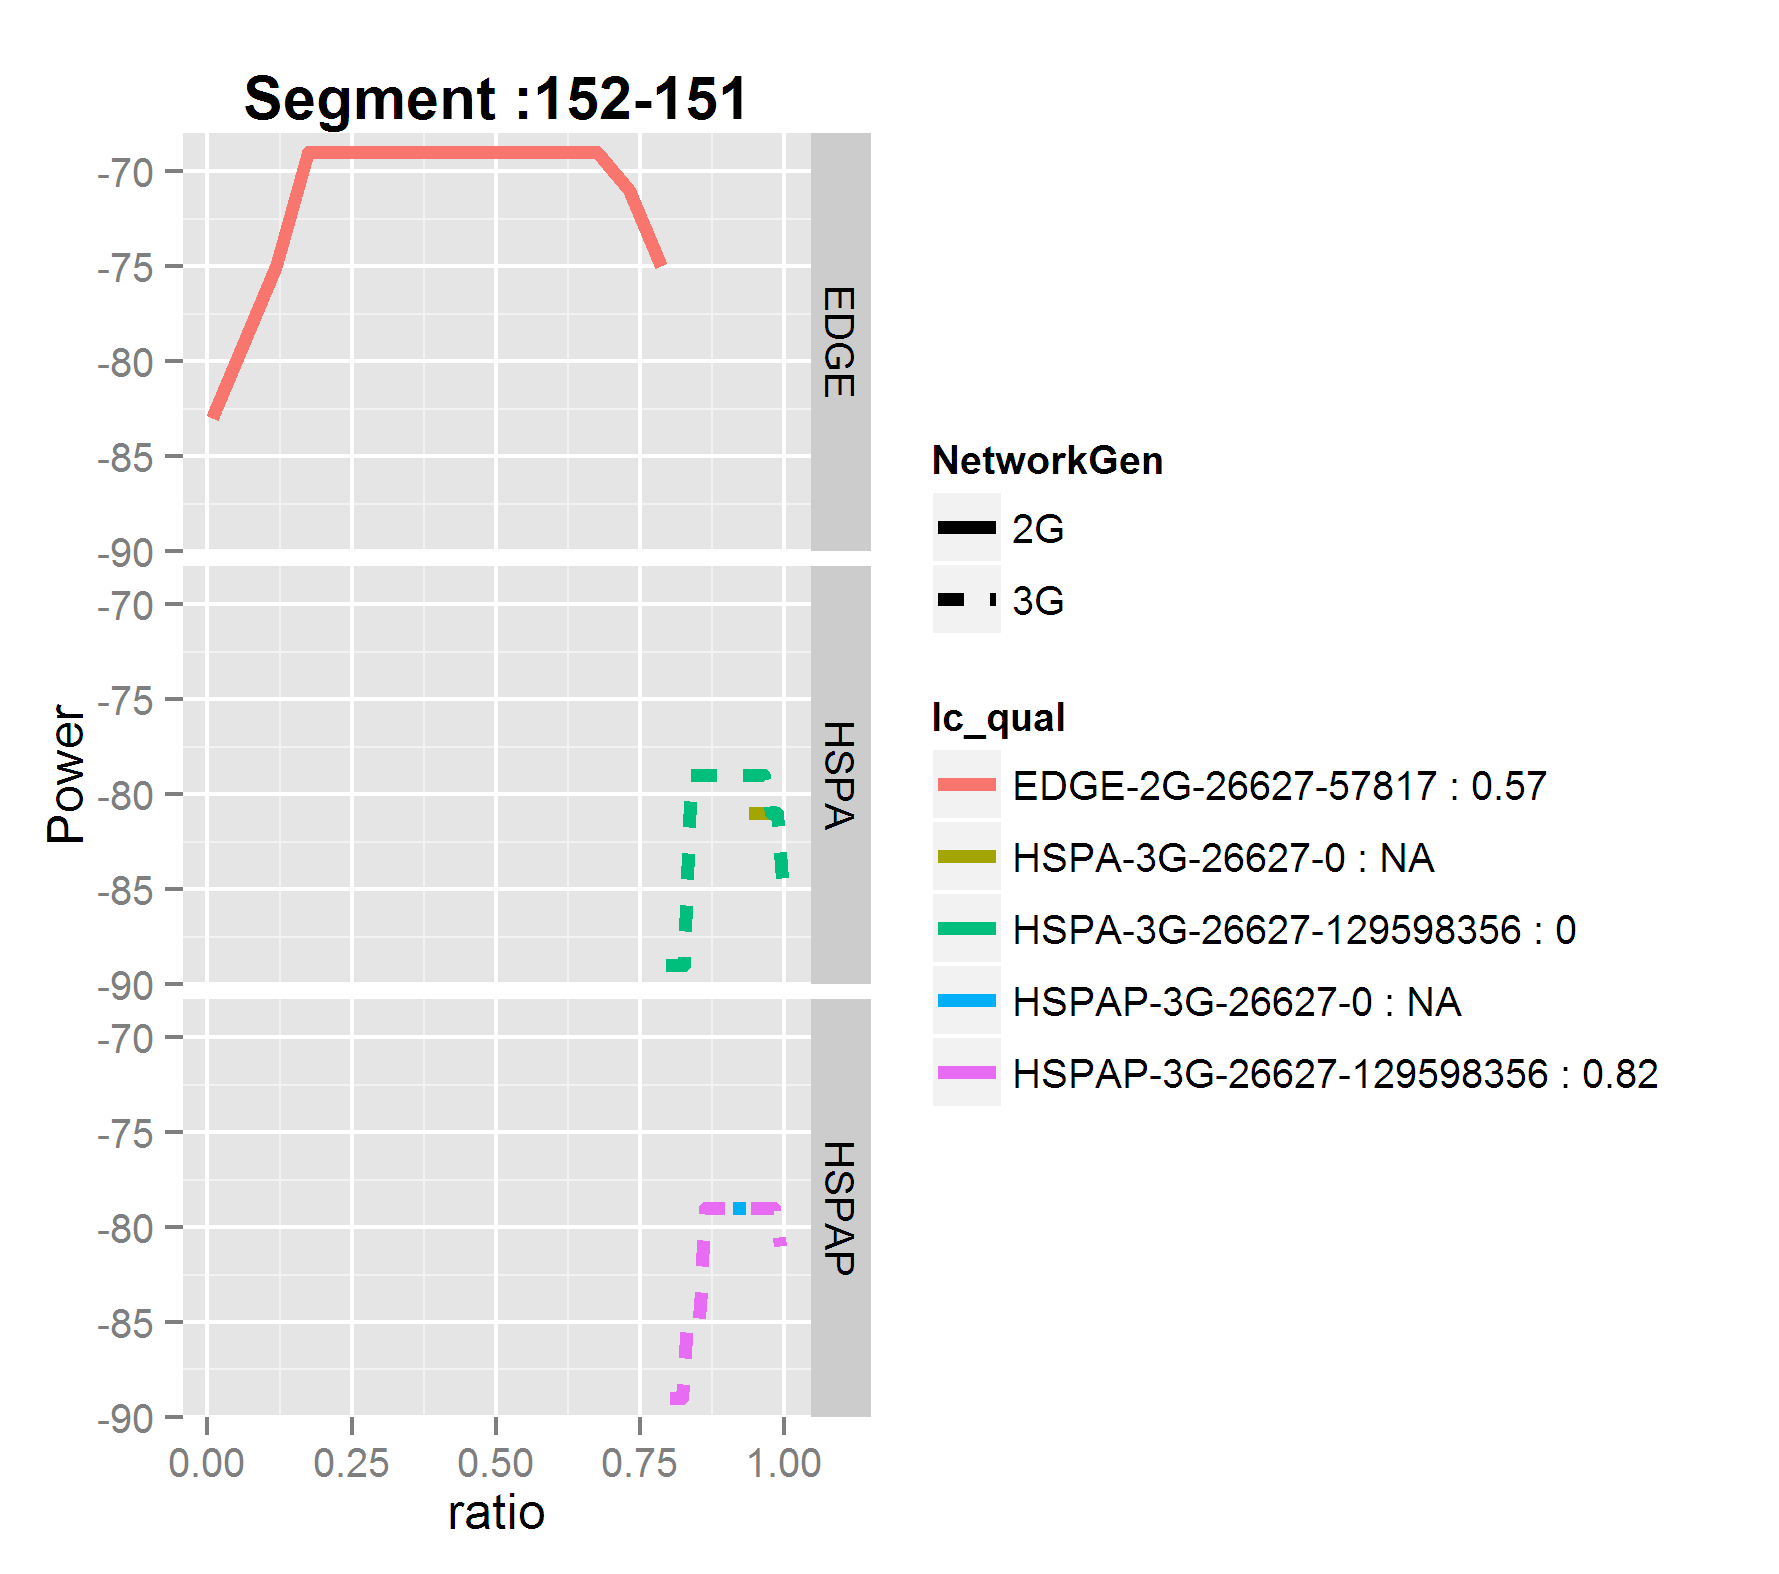 Segment :152-151
-70
-75
-80
-85
-90
EDGE
-70
-75
-80
-85
-90
HSPA
-70
-75
-80
-85
-90
HSPAP
Power
0.00 0.25 0.50 0.75 1.00
ratio
NetworkGen
2G
3G
lc_qual
EDGE-2G-26627-57817 : 0.57
HSPA-3G-26627-0 : NA
HSPA-3G-26627-129598356 : 0
HSPAP-3G-26627-0 : NA
HSPAP-3G-26627-129598356 : 0.82